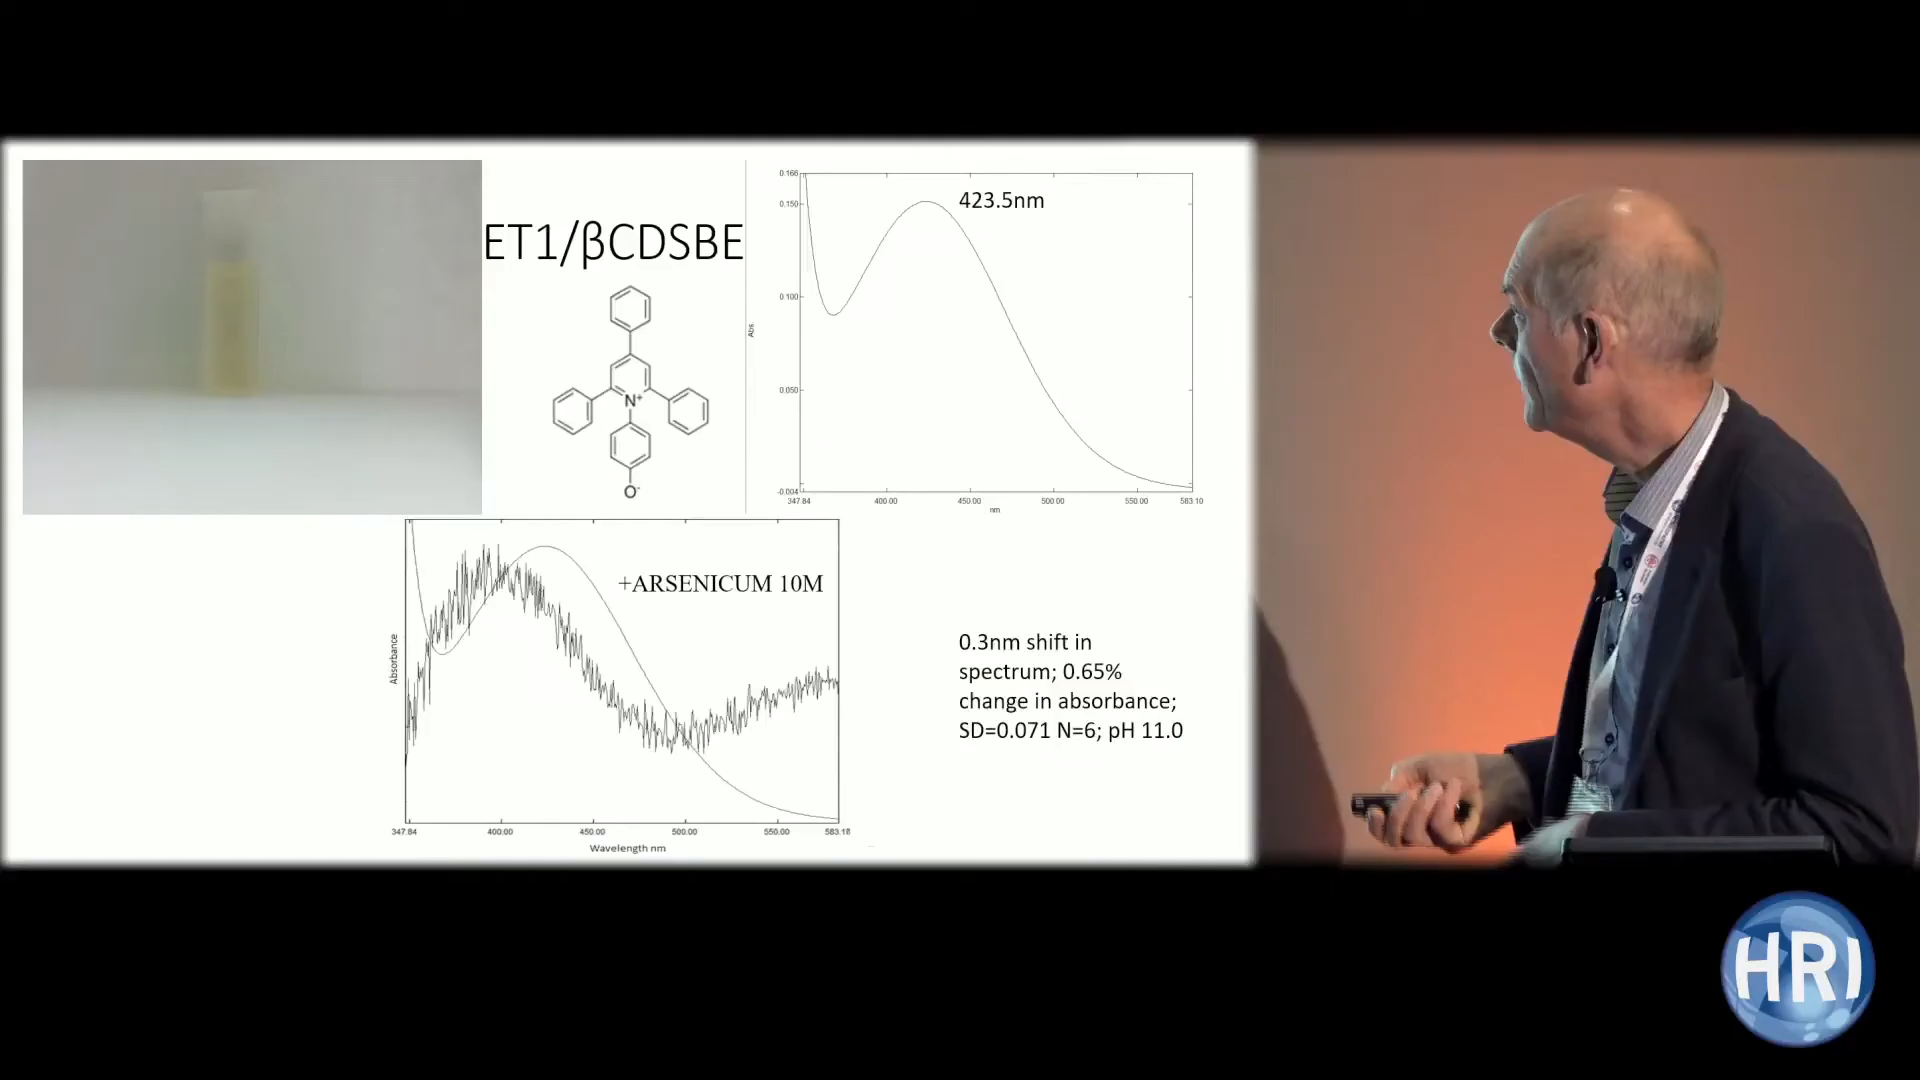 ET1/βCDSBE
N+
O-
423.5nm
0.166
0.150
0.100
0.050
-0.004
Abs.
347.84 400.00 450.00 500.00 550.00 583.10
nm
+ARSENICUM 10M
Absorbance
347.84 400.00 450.00 500.00 550.00 583.18
Wavelength nm
0.3nm shift in
spectrum; 0.65%
change in absorbance;
SD=0.071 N=6; pH 11.0
HRI